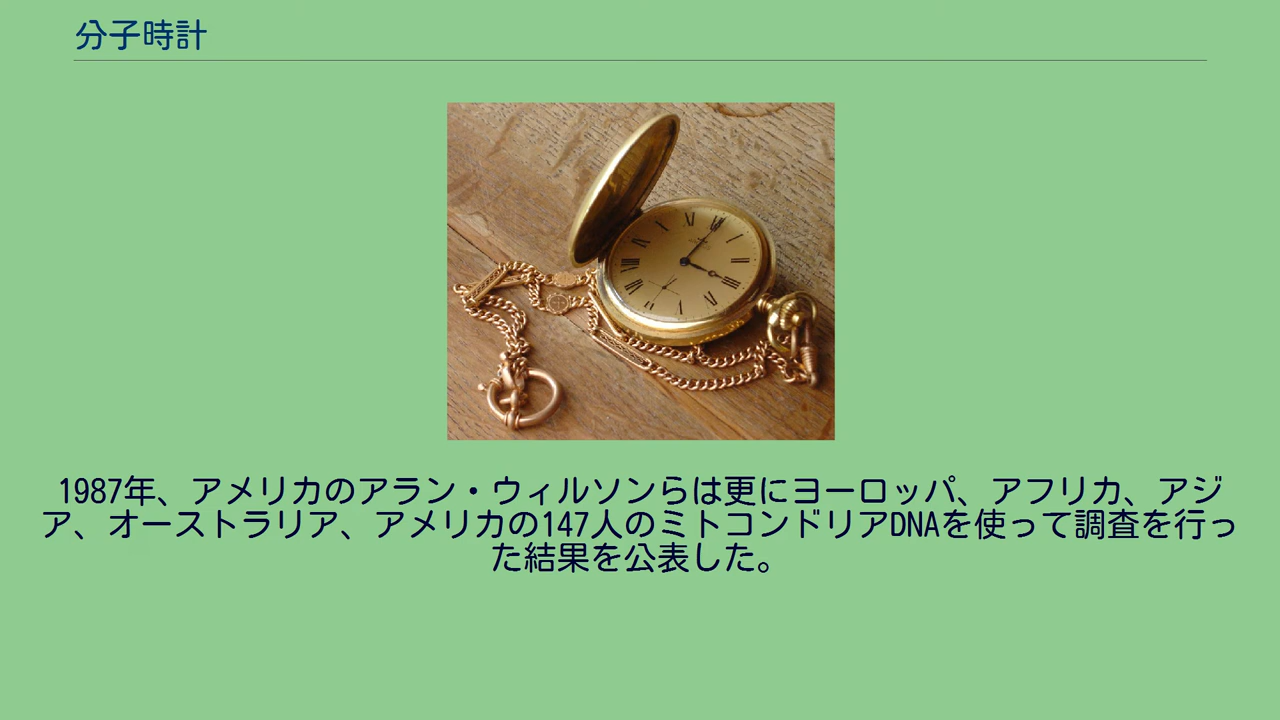 分子時計
1987年、アメリカのアラン・ウィルソンらは更にヨーロッパ、アフリカ、アジ
ア、オーストラリア、アメリカの147人のミトコンドリアDNAを使って調査を行っ
た結果を公表した。